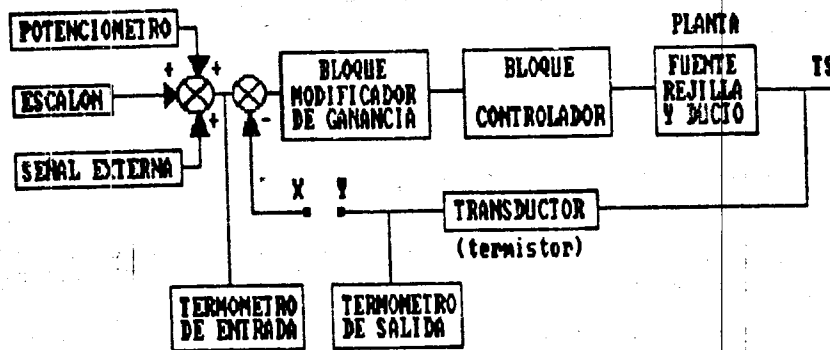 POTENCIOMETRO
ESCALON
SEÑAL EXTERNA
+
+
+
-
BLOQUE
MODIFICADOR
DE GANANCIA
BLOQUE
CONTROLADOR
PLANTA
FUENTE
REJILLA
Y DUCTO
TS
X Y
TRANSDUCTOR
(termistor)
TERMOMETRO
DE ENTRADA
TERMOMETRO
DE SALIDA